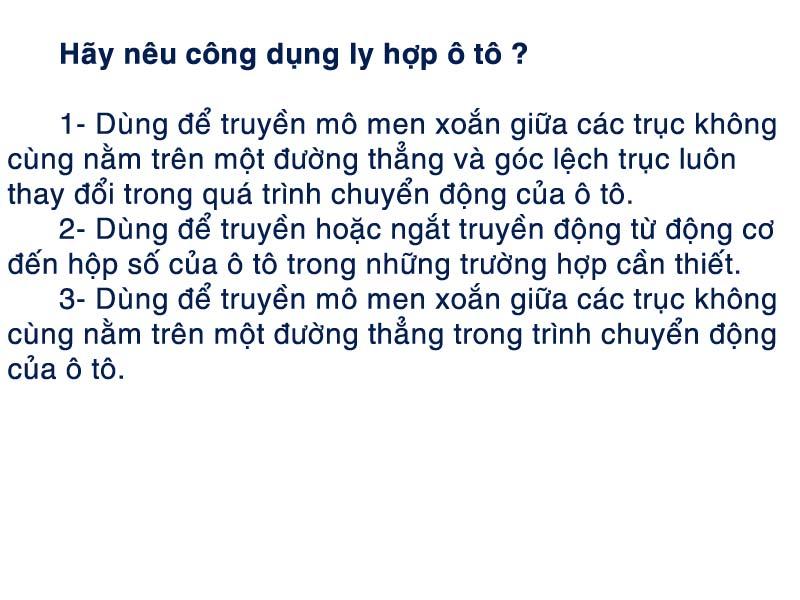 Hãy nêu công dụng ly hợp ô tô ?
1- Dùng để truyền mô men xoắn giữa các trục không
cùng nằm trên một đường thẳng và góc lệch trục luôn
thay đổi trong quá trình chuyển động của ô tô.
2- Dùng để truyền hoặc ngắt truyền động từ động cơ
đến hộp số của ô tô trong những trường hợp cần thiết.
3- Dùng để truyền mô men xoắn giữa các trục không
cùng nằm trên một đường thẳng trong trình chuyển động
của ô tô.